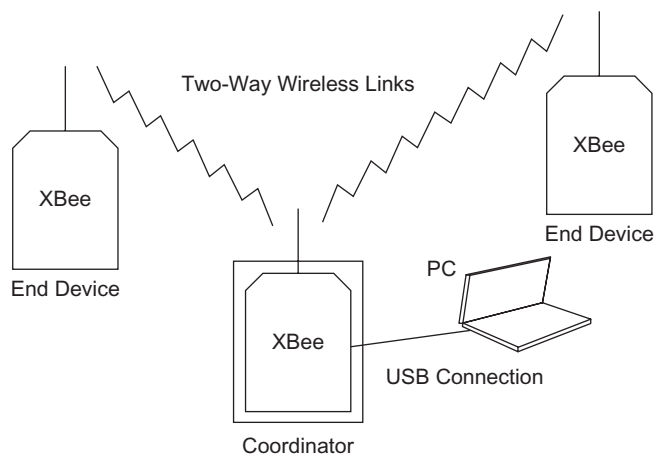 Two-Way Wireless Links
XBee
End Device
XBee
End Device
PC
XBee
USB Connection
Coordinator